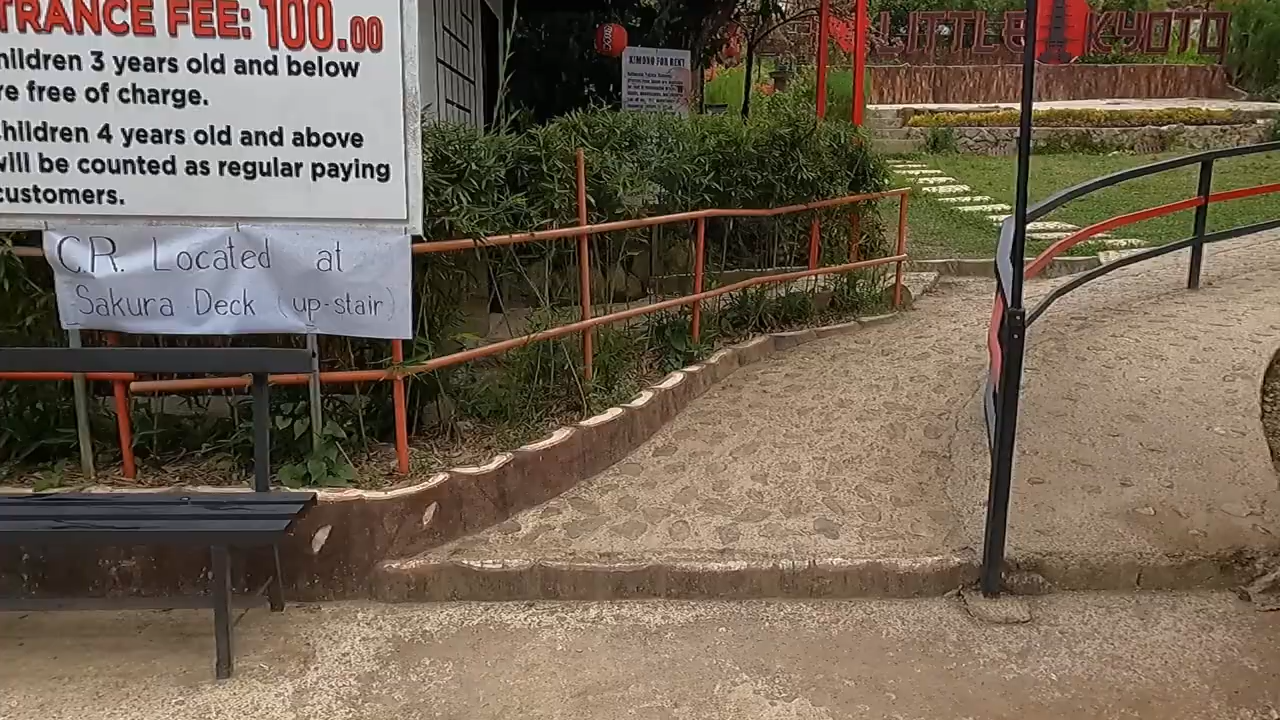 TRANCE FEE: 100.00
hildren 3 years old and below
re free of charge.
hildren 4 years old and above
will be counted as regular paying
customers.
C.R. Located at
Sakura Deck (up-stair)
KIMONO FOR RENT
LITTLE KYOTO